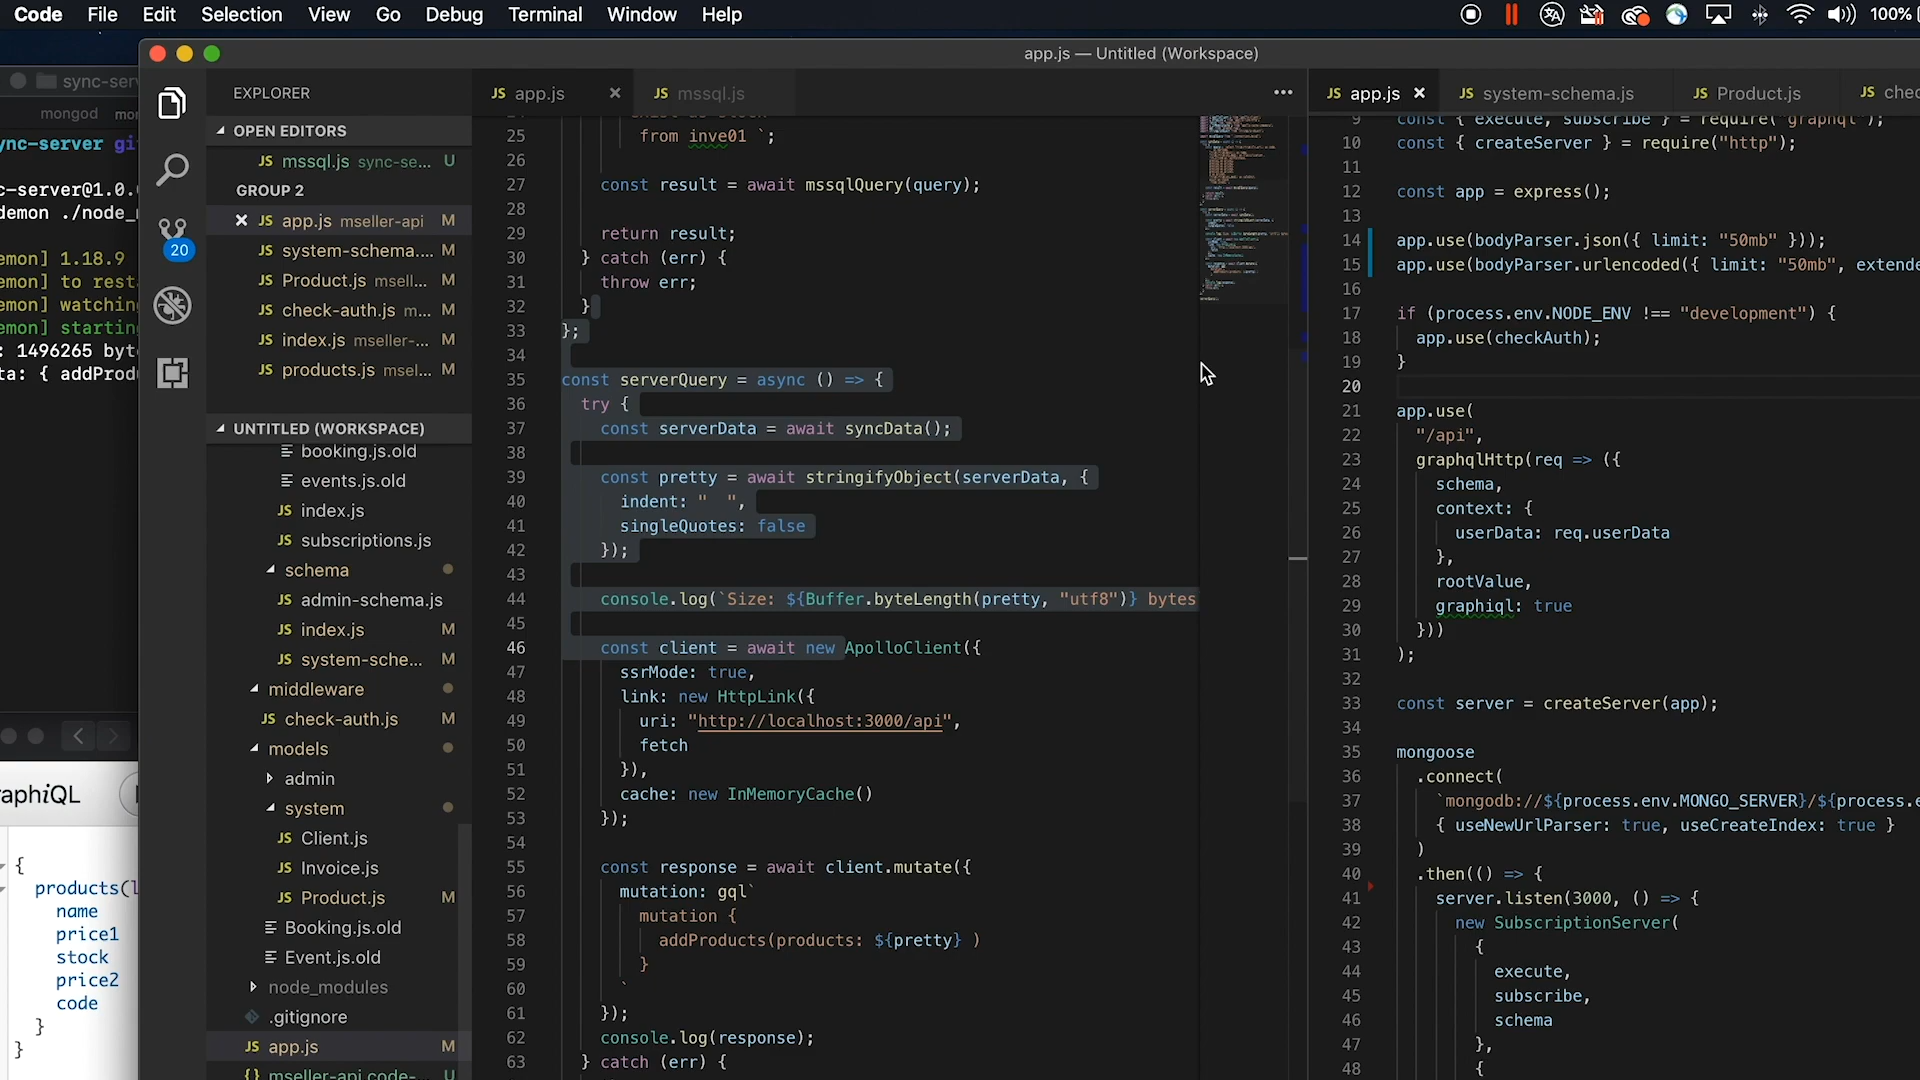 Code File Edit Selection View Go Debug Terminal Window Help 100%
app.js — Untitled (Workspace)
sync-serv
mongod
ync-server
c-server@1.0.
demon ./node_m
emon] 1.18.9
emon] to rest
emon] watching
emon] starting
: 1496265 byt
ta: { addProd
aphiQL
{
products(l
name
price1
stock
price2
code
}
}
EXPLORER
OPEN EDITORS
JS mssql.js sync-se... U
GROUP 2
JS app.js mseller-api M
JS system-schema.... M
JS Product.js msell... M
JS check-auth.js m... M
JS index.js mseller-... M
JS products.js msel... M
20
UNTITLED (WORKSPACE)
booking.js.old
events.js.old
JS index.js
JS subscriptions.js
schema
JS admin-schema.js
JS index.js M
JS system-sche... M
middleware
JS check-auth.js M
models
admin
system
JS Client.js
JS Invoice.js
JS Product.js M
Booking.js.old
Event.js.old
node_modules
.gitignore
JS app.js M
{} mseller-api.code-... U
JS app.js JS mssql.js
25 from inve01 `;
26
27 const result = await mssqlQuery(query);
28
29 return result;
30 } catch (err) {
31 throw err;
32 }
33 };
34
35 const serverQuery = async () => {
36 try {
37 const serverData = await syncData();
38
39 const pretty = await stringifyObject(serverData, {
40 indent: "  ",
41 singleQuotes: false
42 });
43
44 console.log(`Size: ${Buffer.byteLength(pretty, "utf8")} bytes
45
46 const client = await new ApolloClient({
47 ssrMode: true,
48 link: new HttpLink({
49 uri: "http://localhost:3000/api",
50 fetch
51 }),
52 cache: new InMemoryCache()
53 });
54
55 const response = await client.mutate({
56 mutation: gql`
57 mutation {
58 addProducts(products: ${pretty} )
59 }
60 `
61 });
62 console.log(response);
63 } catch (err) {
JS app.js JS system-schema.js JS Product.js JS chec
9 const { execute, subscribe } = require("graphql");
10 const { createServer } = require("http");
11
12 const app = express();
13
14 app.use(bodyParser.json({ limit: "50mb" }));
15 app.use(bodyParser.urlencoded({ limit: "50mb", extende
16
17 if (process.env.NODE_ENV !== "development") {
18 app.use(checkAuth);
19 }
20
21 app.use(
22 "/api",
23 graphqlHttp(req => ({
24 schema,
25 context: {
26 userData: req.userData
27 },
28 rootValue,
29 graphiql: true
30 }))
31 );
32
33 const server = createServer(app);
34
35 mongoose
36 .connect(
37 `mongodb://${process.env.MONGO_SERVER}/${process.e
38 { useNewUrlParser: true, useCreateIndex: true }
39 )
40 .then(() => {
41 server.listen(3000, () => {
42 new SubscriptionServer(
43 {
44 execute,
45 subscribe,
46 schema
47 },
48 {